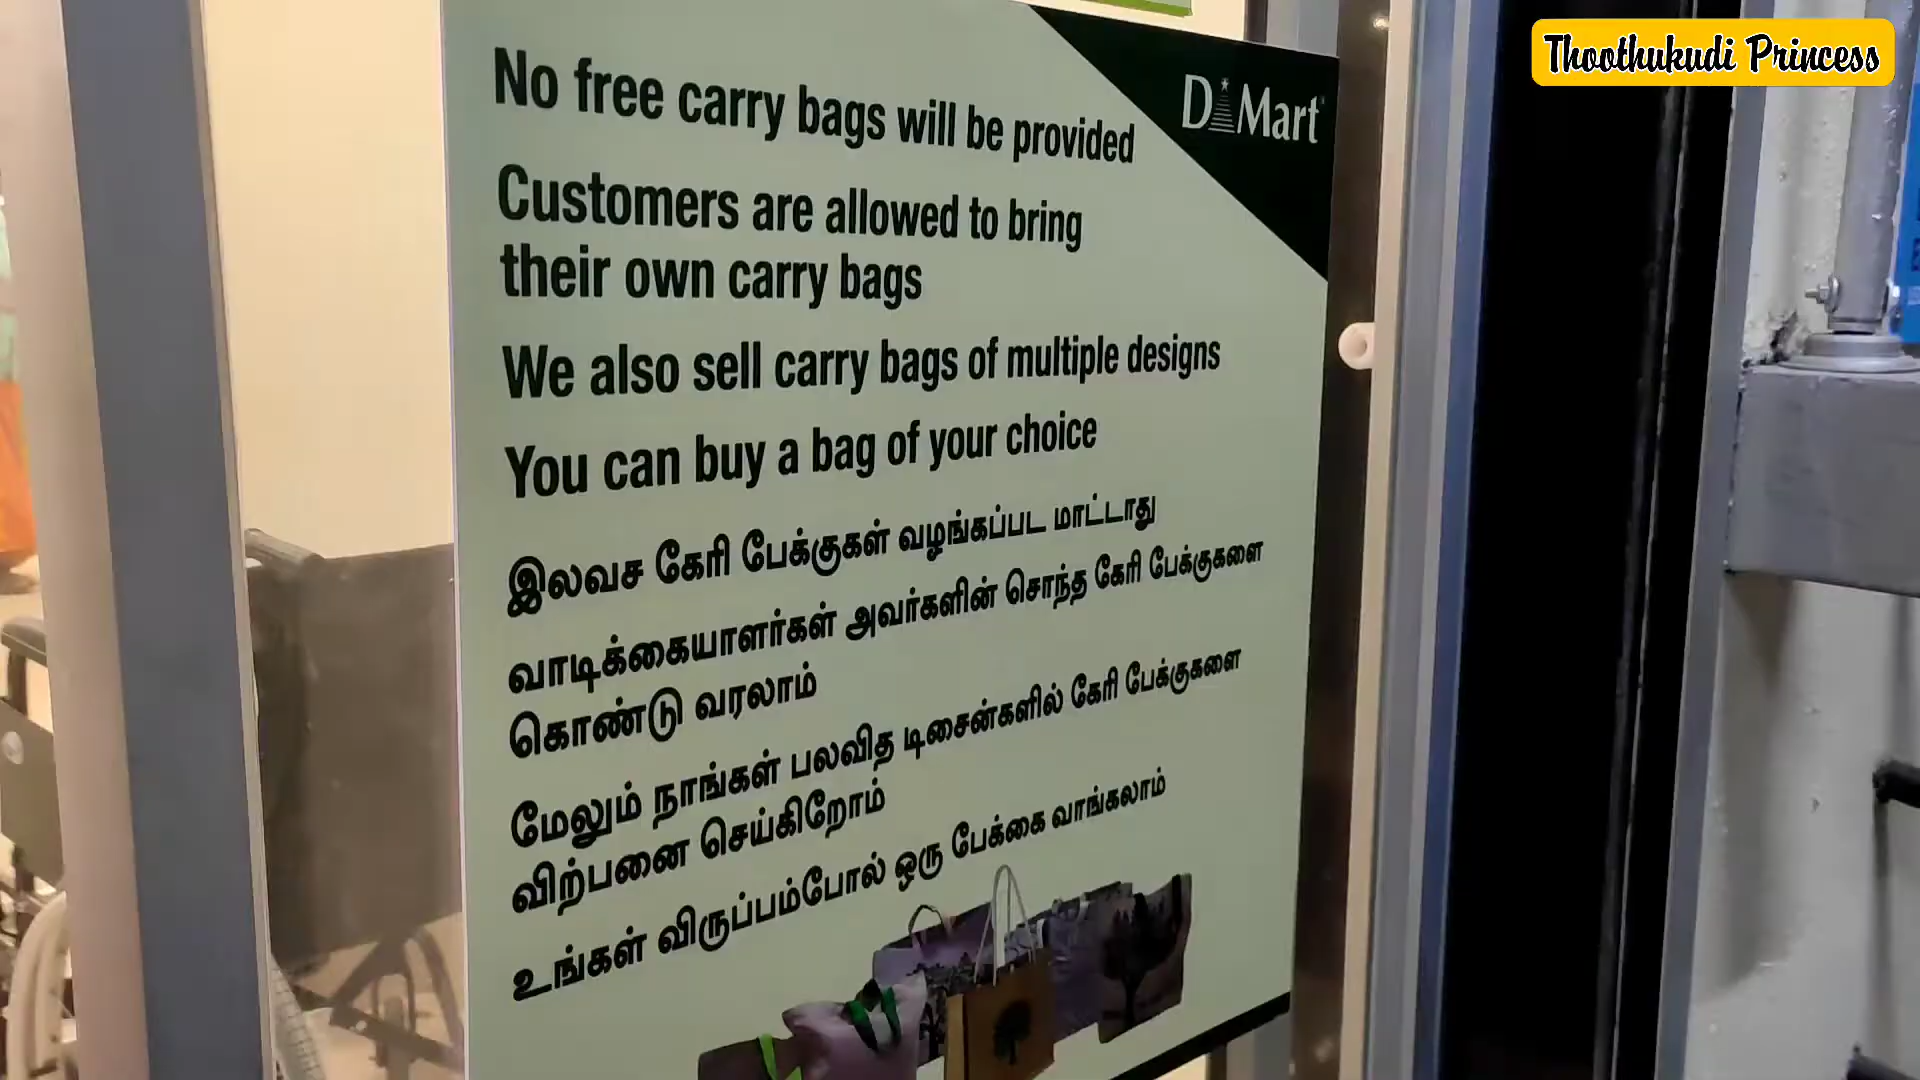 Thoothukudi Princess
D Mart
No free carry bags will be provided
Customers are allowed to bring
their own carry bags
We also sell carry bags of multiple designs
You can buy a bag of your choice
இலவச கேரி பேக்குகள் வழங்கப்பட மாட்டாது
வாடிக்கையாளர்கள் அவர்களின் சொந்த கேரி பேக்குகளை
கொண்டு வரலாம்
மேலும் நாங்கள் பலவித டிசைன்களில் கேரி பேக்குகளை
விற்பனை செய்கிறோம்
உங்கள் விருப்பம்போல் ஒரு பேக்கை வாங்கலாம்